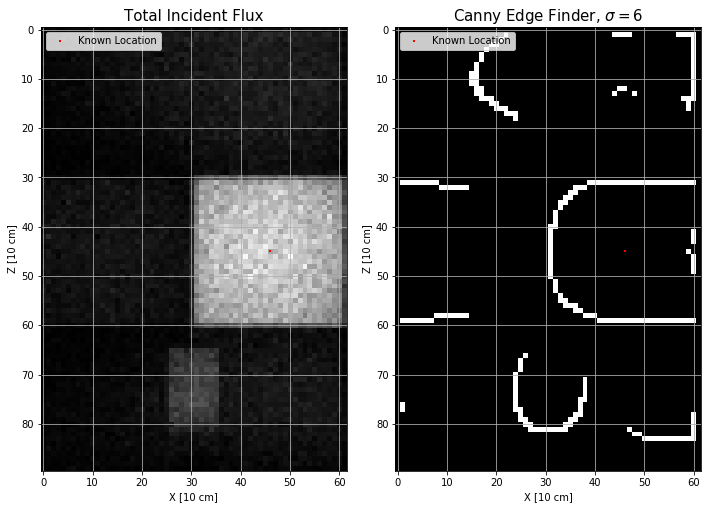 Total Incident Flux
Known Location
0
10
20
30
40
50
60
70
80
Z [10 cm]
0 10 20 30 40 50 60
X [10 cm]
Canny Edge Finder, σ = 6
Known Location
0
10
20
30
40
50
60
70
80
Z [10 cm]
0 10 20 30 40 50 60
X [10 cm]